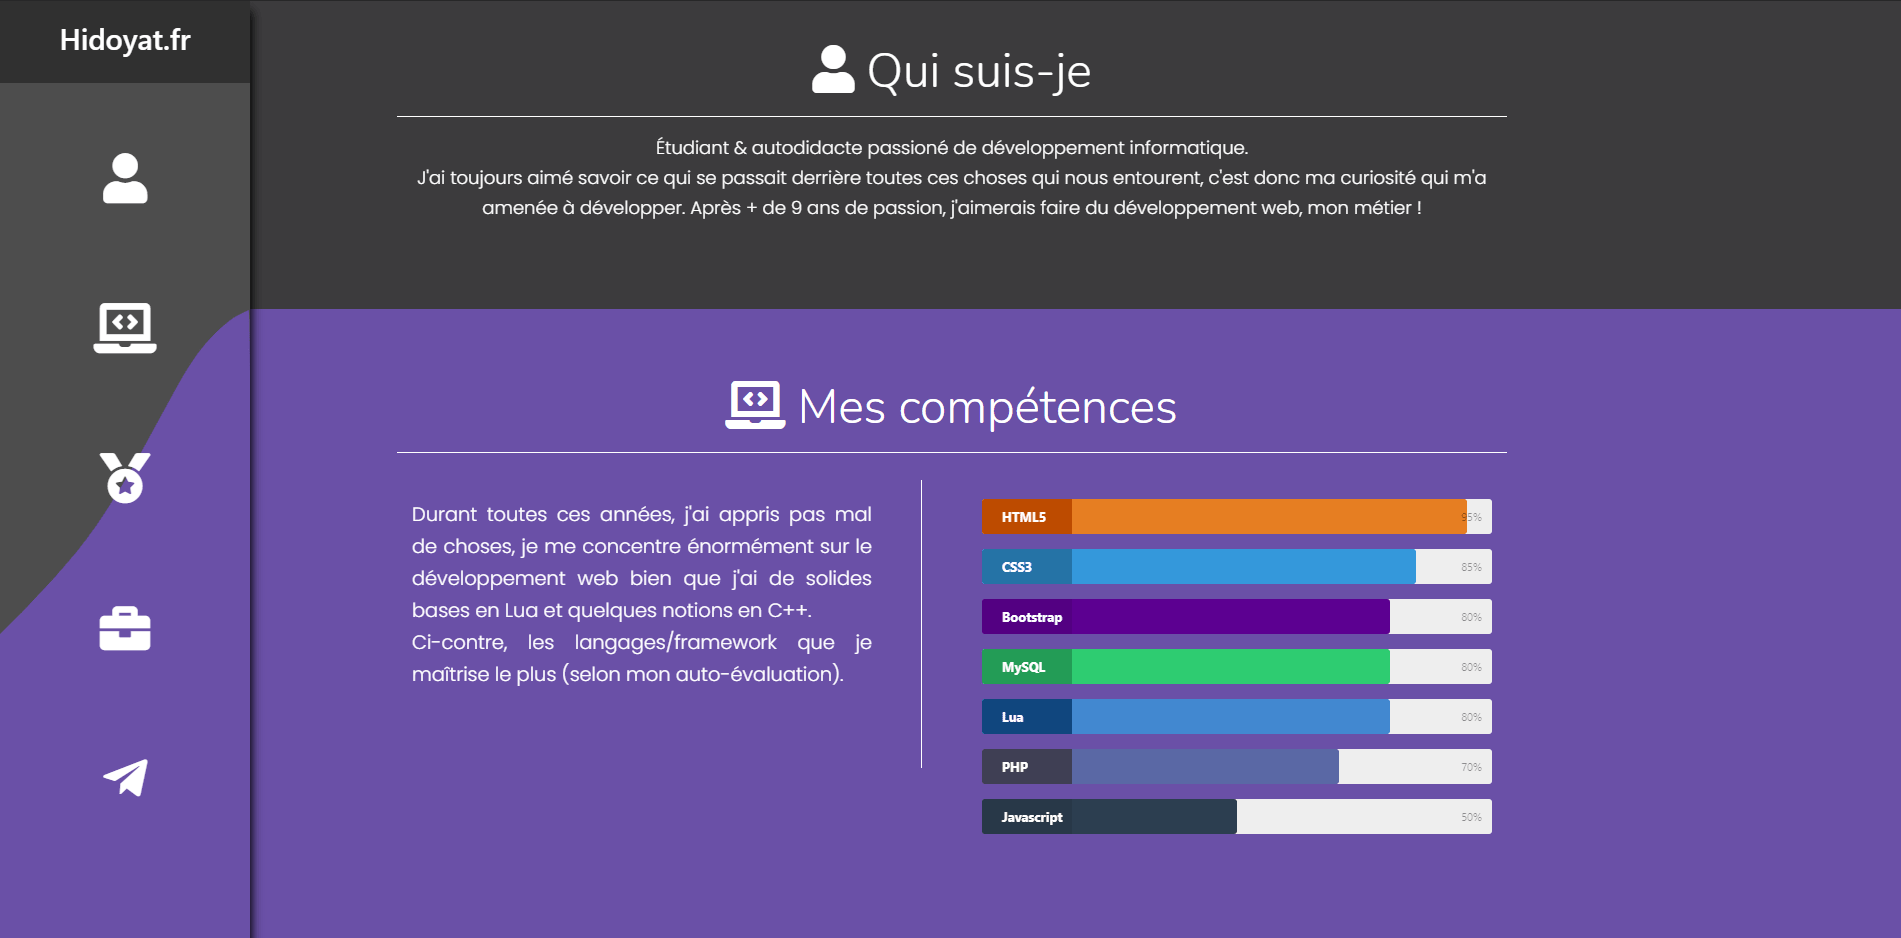 Hidoyat.fr
Qui suis-je
Étudiant & autodidacte passioné de développement informatique.
J'ai toujours aimé savoir ce qui se passait derrière toutes ces choses qui nous entourent, c'est donc ma curiosité qui m'a
amenée à développer. Après + de 9 ans de passion, j'aimerais faire du développement web, mon métier !
Mes compétences
Durant toutes ces années, j'ai appris pas mal
de choses, je me concentre énormément sur le
développement web bien que j'ai de solides
bases en Lua et quelques notions en C++.
Ci-contre, les langages/framework que je
maîtrise le plus (selon mon auto-évaluation).
HTML5 95%
CSS3 85%
Bootstrap 80%
MySQL 80%
Lua 80%
PHP 70%
Javascript 50%